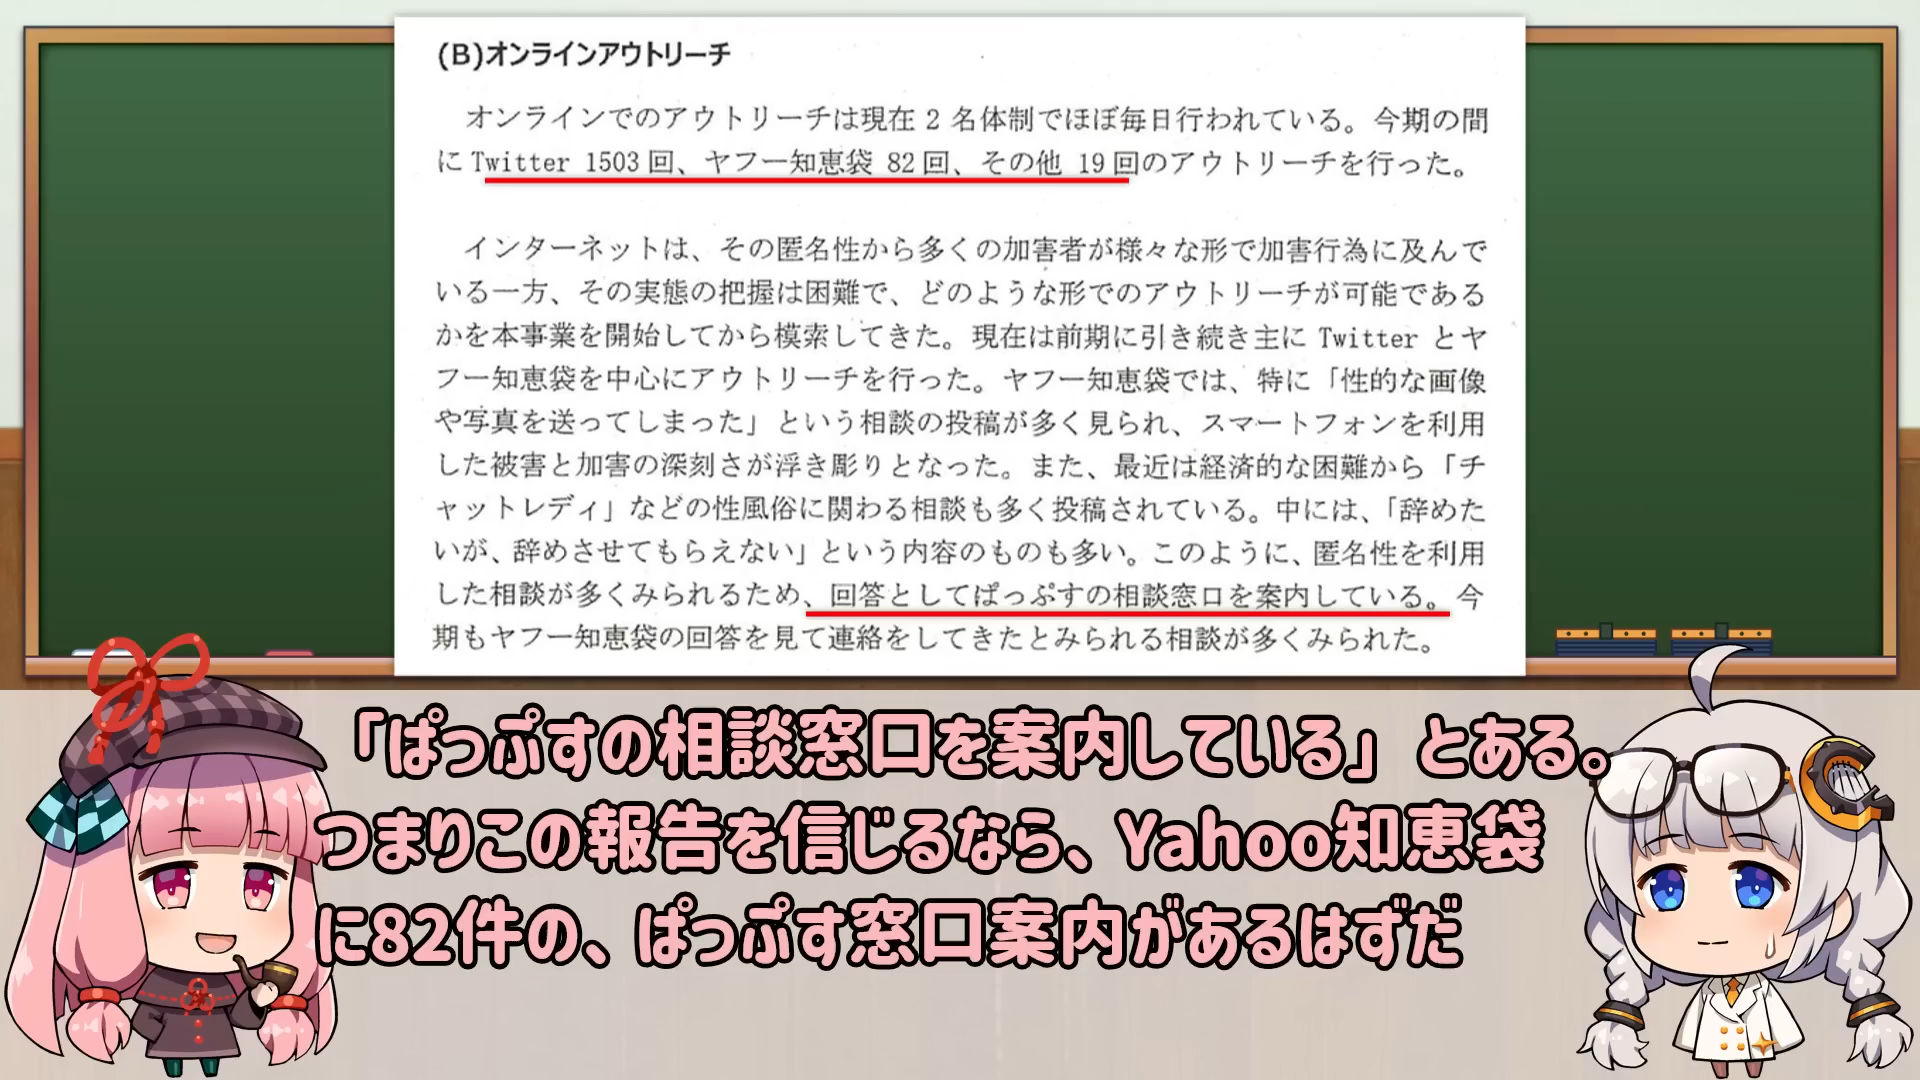 (B)オンラインアウトリーチ
オンラインでのアウトリーチは現在 2 名体制でほぼ毎日行われている。今期の間
に Twitter 1503 回、ヤフー知恵袋 82 回、その他 19 回のアウトリーチを行った。
インターネットは、その匿名性から多くの加害者が様々な形で加害行為に及んで
いる一方、その実態の把握は困難で、どのような形でのアウトリーチが可能である
かを本事業を開始してから模索してきた。現在は前期に引き続き主に Twitter とヤ
フー知恵袋を中心にアウトリーチを行った。ヤフー知恵袋では、特に「性的な画像
や写真を送ってしまった」という相談の投稿が多く見られ、スマートフォンを利用
した被害と加害の深刻さが浮き彫りとなった。また、最近は経済的な困難から「チ
ャットレディ」などの性風俗に関わる相談も多く投稿されている。中には、「辞めた
いが、辞めさせてもらえない」という内容のものも多い。このように、匿名性を利用
した相談が多くみられるため、回答としてぱっぷすの相談窓口を案内している。今
期もヤフー知恵袋の回答を見て連絡をしてきたとみられる相談が多くみられた。
「ぱっぷすの相談窓口を案内している」とある。
つまりこの報告を信じるなら、Yahoo知恵袋
に82件の、ぱっぷす窓口案内があるはずだ